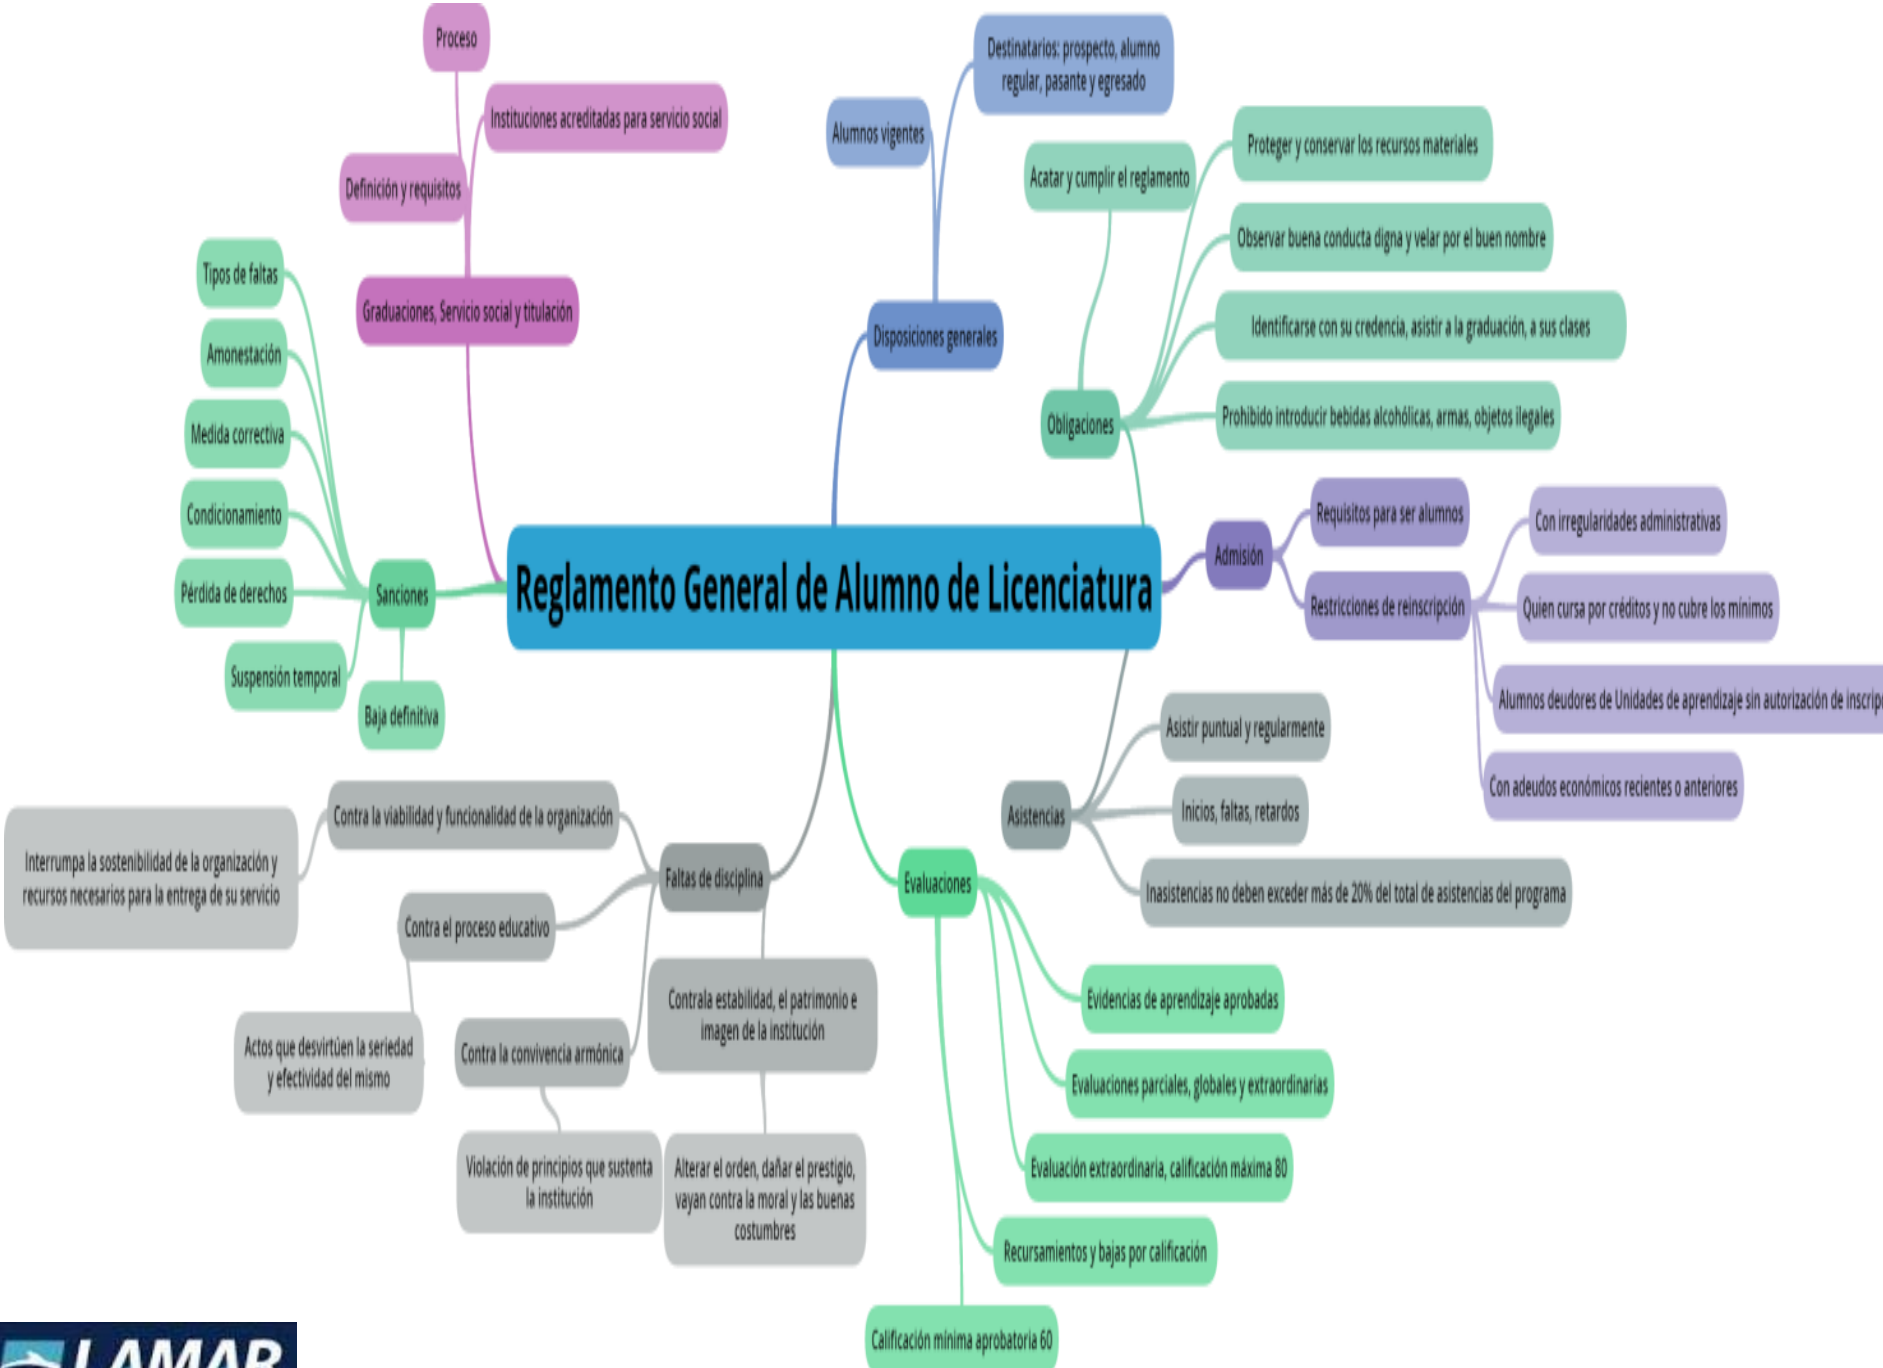 Reglamento General de Alumno de Licenciatura
Disposiciones generales
Alumnos vigentes
Destinatarios: prospecto, alumno
regular, pasante y egresado
Obligaciones
Acatar y cumplir el reglamento
Proteger y conservar los recursos materiales
Observar buena conducta digna y velar por el buen nombre
Identificarse con su credencia, asistir a la graduación, a sus clases
Prohibido introducir bebidas alcohólicas, armas, objetos ilegales
Admisión
Requisitos para ser alumnos
Restricciones de reinscripción
Con irregularidades administrativas
Quien cursa por créditos y no cubre los mínimos
Alumnos deudores de Unidades de aprendizaje sin autorización de
Con adeudos económicos recientes o anteriores
Asistencias
Asistir puntual y regularmente
Inicios, faltas, retardos
Inasistencias no deben exceder más de 20% del total de asistencias del programa
Evaluaciones
Evidencias de aprendizaje aprobadas
Evaluaciones parciales, globales y extraordinarias
Evaluación extraordinaria, calificación máxima 80
Recursamientos y bajas por calificación
Calificación mínima aprobatoria 60
Faltas de disciplina
Contra la viabilidad y funcionalidad de la organización
Interrumpa la sostenibilidad de la organización y
recursos necesarios para la entrega de su servicio
Contra el proceso educativo
Actos que desvirtúen la seriedad
y efectividad del mismo
Contra la convivencia armónica
Violación de principios que sustenta
la institución
Contrala estabilidad, el patrimonio e
imagen de la institución
Alterar el orden, dañar el prestigio,
vayan contra la moral y las buenas
costumbres
Sanciones
Tipos de faltas
Amonestación
Medida correctiva
Condicionamiento
Pérdida de derechos
Suspensión temporal
Baja definitiva
Graduaciones, Servicio social y titulación
Definición y requisitos
Proceso
Instituciones acreditadas para servicio social
LAMAR